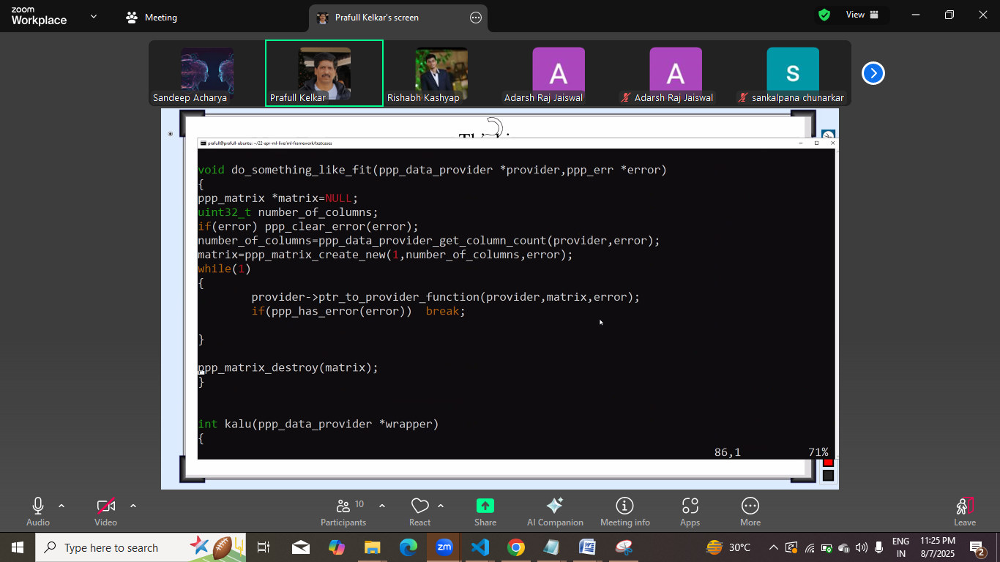 zoom
Workplace
Meeting
Prafull Kelkar's screen
View
Sandeep Acharya
Prafull Kelkar
Rishabh Kashyap
A
Adarsh Raj Jaiswal
A
Adarsh Raj Jaiswal
s
sankalpana chunarkar
prafull@prafull-ubuntu: ~/22-apr-ml-live/ml-framework/testcases
void do_something_like_fit(ppp_data_provider *provider,ppp_err *error)
{
ppp_matrix *matrix=NULL;
uint32_t number_of_columns;
if(error) ppp_clear_error(error);
number_of_columns=ppp_data_provider_get_column_count(provider,error);
matrix=ppp_matrix_create_new(1,number_of_columns,error);
while(1)
{
provider->ptr_to_provider_function(provider,matrix,error);
if(ppp_has_error(error))  break;
}
ppp_matrix_destroy(matrix);
}
int kalu(ppp_data_provider *wrapper)
{
86,1 71%
Audio
Video
Participants
10
React
Share
AI Companion
Meeting info
Apps
More
Leave
Type here to search
zm
30°C
ENG
IN
11:25 PM
8/7/2025
2